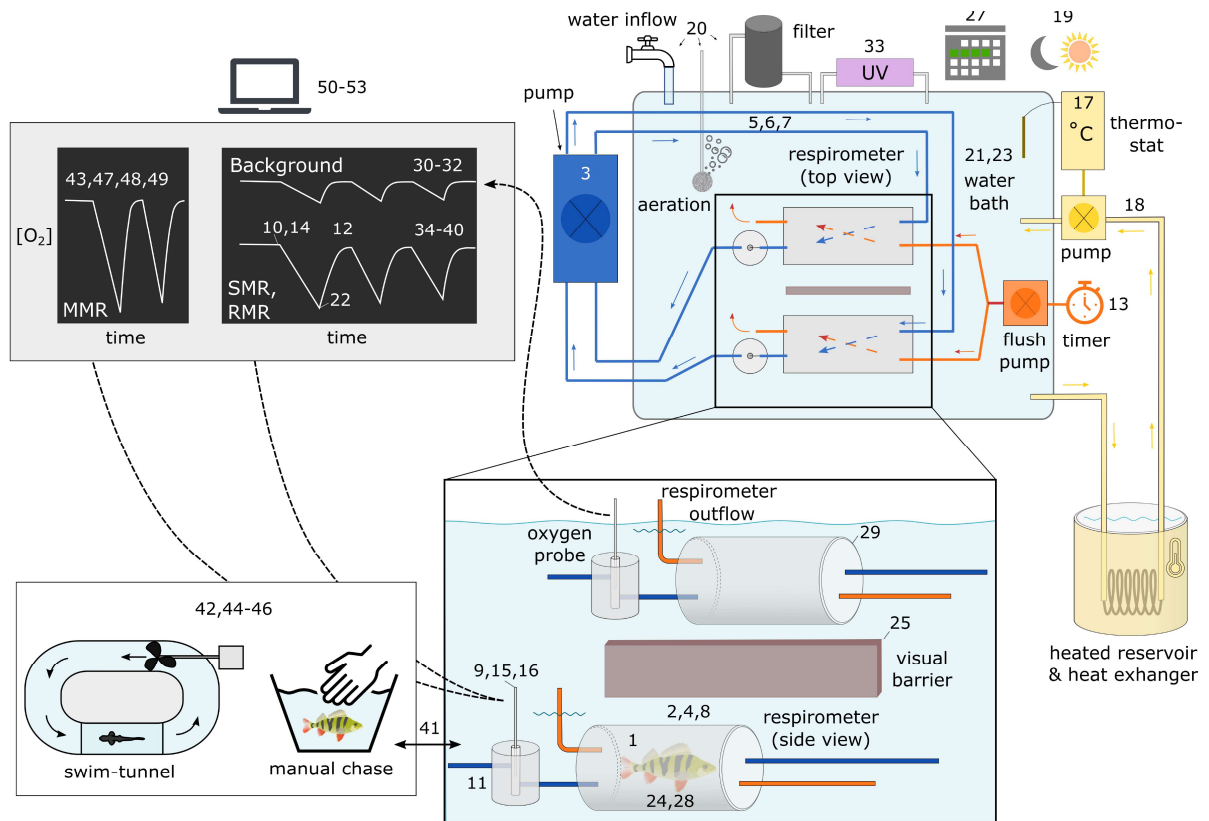 water inflow
20
filter
27
19
33
UV
50-53
pump
17
°C
thermo-
stat
5,6,7
respirometer
(top view)
21,23
water
bath
3
aeration
18
pump
Background
30-32
43,47,48,49
[O₂]
10,14
12
34-40
22
MMR
SMR,
RMR
time
time
13
flush
pump
timer
respirometer
outflow
oxygen
probe
29
42,44-46
25
visual
barrier
9,15,16
2,4,8
respirometer
(side view)
41
1
11
24,28
swim-tunnel
manual chase
heated reservoir
& heat exhanger